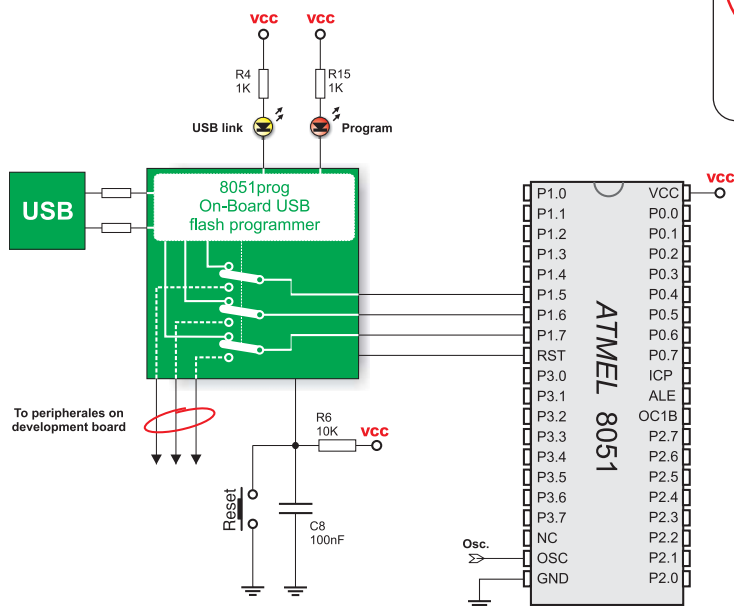 VCC
VCC
R4
1K
R15
1K
USB link
Program
USB
8051prog
On-Board USB
flash programmer
To peripherales on
development board
R6
10K
VCC
Reset
C8
100nF
VCC
ATMEL 8051
P1.0
P1.1
P1.2
P1.3
P1.4
P1.5
P1.6
P1.7
RST
P3.0
P3.1
P3.2
P3.3
P3.4
P3.5
P3.6
P3.7
NC
OSC
GND
VCC
P0.0
P0.1
P0.2
P0.3
P0.4
P0.5
P0.6
P0.7
ICP
ALE
OC1B
P2.7
P2.6
P2.5
P2.4
P2.3
P2.2
P2.1
P2.0
Osc.